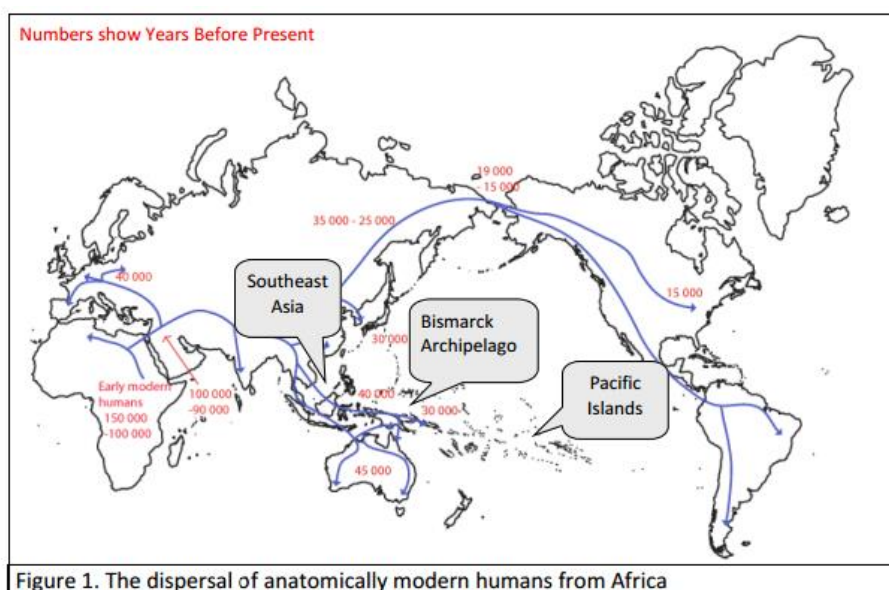 Numbers show Years Before Present
19 000
- 15 000
35 000 - 25 000
40 000
Southeast
Asia
15 000
Bismarck
Archipelago
30 000
Pacific
Islands
Early modern
humans
150 000
-100 000
100 000
-90 000
40 000
30 000
45 000
Figure 1. The dispersal of anatomically modern humans from Africa